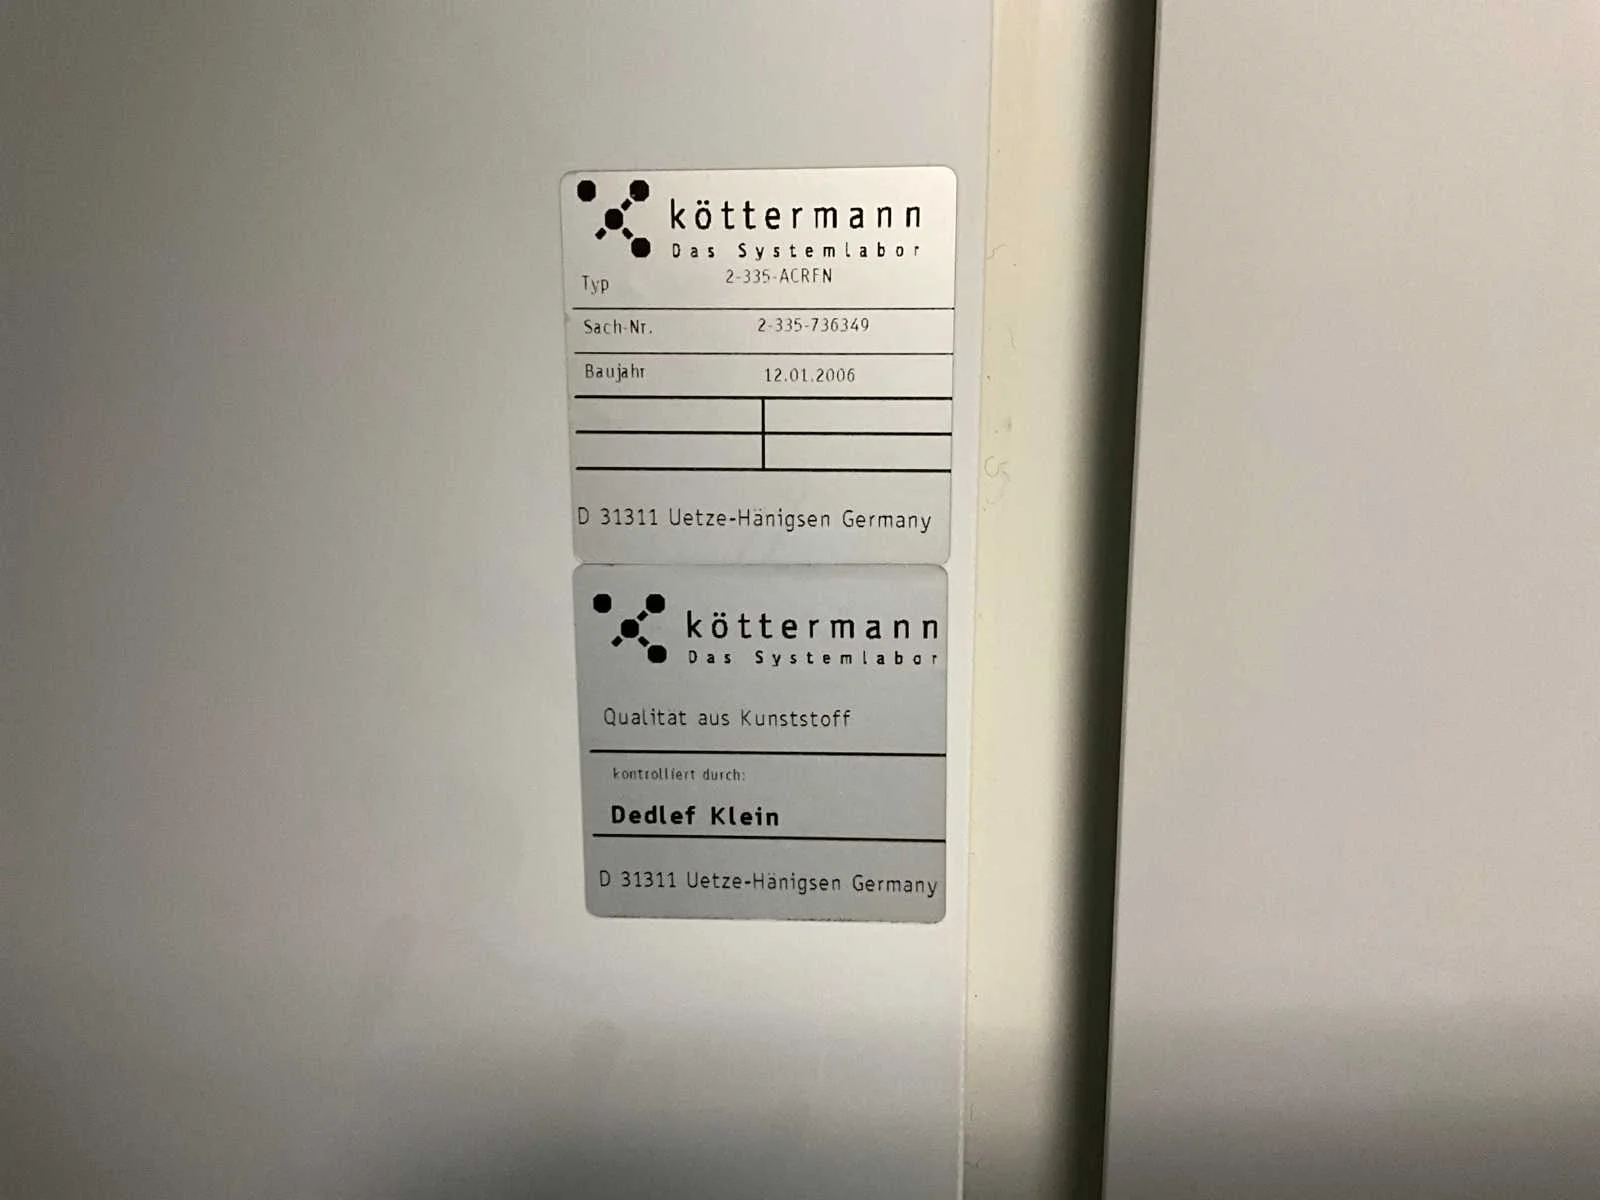 köttermann
Das Systemlabor
Typ 2-335-ACRFN
Sach-Nr. 2-335-736349
Baujahr 12.01.2006
D 31311 Uetze-Hänigsen Germany
köttermann
Das Systemlabor
Qualität aus Kunststoff
kontrolliert durch:
Dedlef Klein
D 31311 Uetze-Hänigsen Germany